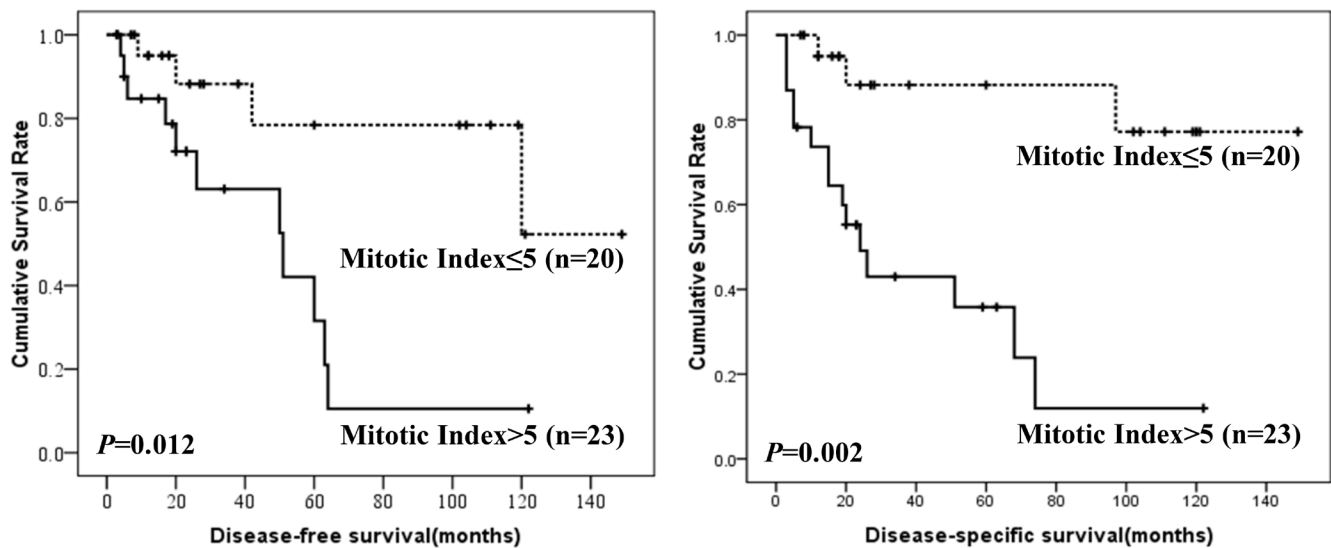 1.0
0.8
0.6
0.4
0.2
0.0
Cumulative Survival Rate
Mitotic Index≤5 (n=20)
Mitotic Index>5 (n=23)
P=0.012
0 20 40 60 80 100 120 140
Disease-free survival(months)
1.0
0.8
0.6
0.4
0.2
0.0
Cumulative Survival Rate
Mitotic Index≤5 (n=20)
Mitotic Index>5 (n=23)
P=0.002
0 20 40 60 80 100 120 140
Disease-specific survival(months)